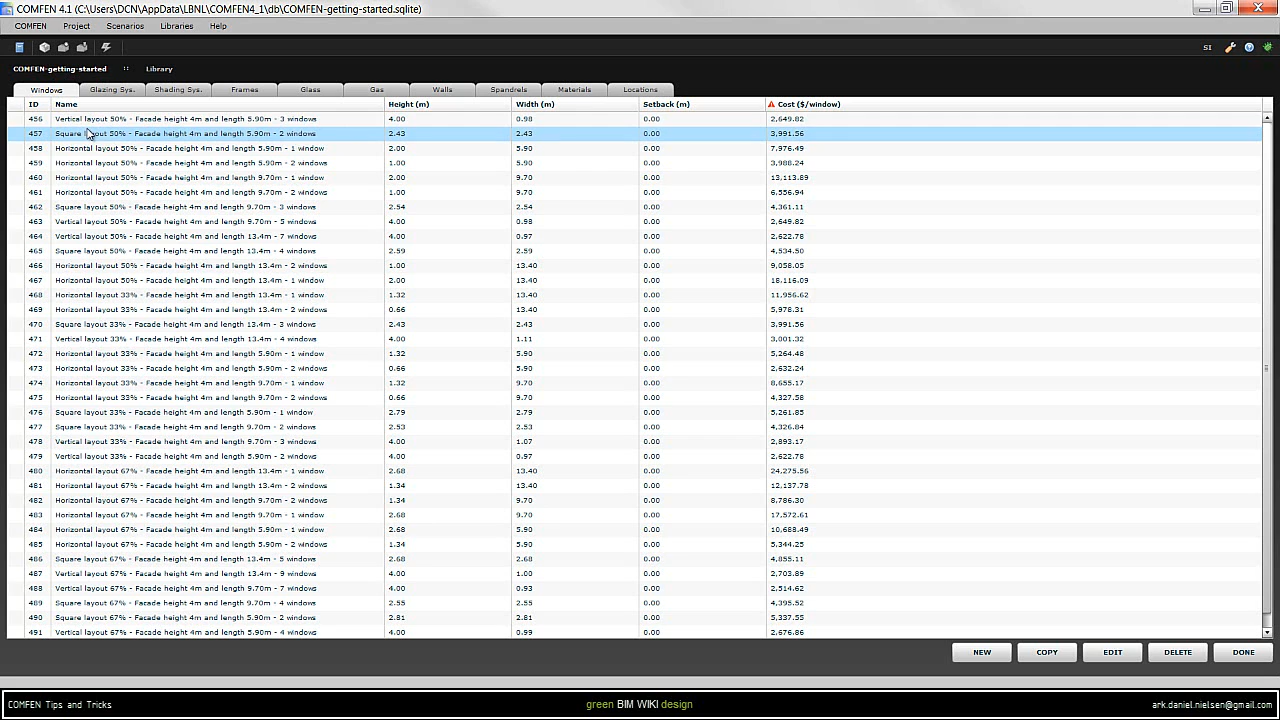 COMFEN 4.1 (C:\Users\DCN\AppData\LBNL\COMFEN4_1\db\COMFEN-getting-started.sqlite)
COMFEN Project Scenarios Libraries Help
SI
COMFEN-getting-started :: Library
Windows Glazing Sys. Shading Sys. Frames Glass Gas Walls Spandrels Materials Locations
ID Name Height (m) Width (m) Setback (m) Cost ($/window)
456 Vertical layout 50% - Facade height 4m and length 5.90m - 3 windows 4.00 0.98 0.00 2,649.82
457 Square layout 50% - Facade height 4m and length 5.90m - 2 windows 2.43 2.43 0.00 3,991.56
458 Horizontal layout 50% - Facade height 4m and length 5.90m - 1 window 2.00 5.90 0.00 7,976.49
459 Horizontal layout 50% - Facade height 4m and length 5.90m - 2 windows 1.00 5.90 0.00 3,988.24
460 Horizontal layout 50% - Facade height 4m and length 9.70m - 1 window 2.00 9.70 0.00 13,113.89
461 Horizontal layout 50% - Facade height 4m and length 9.70m - 2 windows 1.00 9.70 0.00 6,556.94
462 Square layout 50% - Facade height 4m and length 9.70m - 3 windows 2.54 2.54 0.00 4,361.11
463 Vertical layout 50% - Facade height 4m and length 9.70m - 5 windows 4.00 0.98 0.00 2,649.82
464 Vertical layout 50% - Facade height 4m and length 13.4m - 7 windows 4.00 0.97 0.00 2,622.78
465 Square layout 50% - Facade height 4m and length 13.4m - 4 windows 2.59 2.59 0.00 4,534.50
466 Horizontal layout 50% - Facade height 4m and length 13.4m - 2 windows 1.00 13.40 0.00 9,058.05
467 Horizontal layout 50% - Facade height 4m and length 13.4m - 1 window 2.00 13.40 0.00 18,116.09
468 Horizontal layout 33% - Facade height 4m and length 13.4m - 1 window 1.32 13.40 0.00 11,956.62
469 Horizontal layout 33% - Facade height 4m and length 13.4m - 2 windows 0.66 13.40 0.00 5,978.31
470 Square layout 33% - Facade height 4m and length 13.4m - 3 windows 2.43 2.43 0.00 3,991.56
471 Vertical layout 33% - Facade height 4m and length 13.4m - 4 windows 4.00 1.11 0.00 3,001.32
472 Horizontal layout 33% - Facade height 4m and length 5.90m - 1 window 1.32 5.90 0.00 5,264.48
473 Horizontal layout 33% - Facade height 4m and length 5.90m - 2 windows 0.66 5.90 0.00 2,632.24
474 Horizontal layout 33% - Facade height 4m and length 9.70m - 1 window 1.32 9.70 0.00 8,655.17
475 Horizontal layout 33% - Facade height 4m and length 9.70m - 2 windows 0.66 9.70 0.00 4,327.58
476 Square layout 33% - Facade height 4m and length 5.90m - 1 window 2.79 2.79 0.00 5,261.85
477 Square layout 33% - Facade height 4m and length 9.70m - 2 windows 2.53 2.53 0.00 4,326.84
478 Vertical layout 33% - Facade height 4m and length 9.70m - 3 windows 4.00 1.07 0.00 2,893.17
479 Vertical layout 33% - Facade height 4m and length 5.90m - 2 windows 4.00 0.97 0.00 2,622.78
480 Horizontal layout 67% - Facade height 4m and length 13.4m - 1 window 2.68 13.40 0.00 24,275.56
481 Horizontal layout 67% - Facade height 4m and length 13.4m - 2 windows 1.34 13.40 0.00 12,137.78
482 Horizontal layout 67% - Facade height 4m and length 9.70m - 2 windows 1.34 9.70 0.00 8,786.30
483 Horizontal layout 67% - Facade height 4m and length 9.70m - 1 window 2.68 9.70 0.00 17,572.61
484 Horizontal layout 67% - Facade height 4m and length 5.90m - 1 window 2.68 5.90 0.00 10,688.49
485 Horizontal layout 67% - Facade height 4m and length 5.90m - 2 windows 1.34 5.90 0.00 5,344.25
486 Square layout 67% - Facade height 4m and length 13.4m - 5 windows 2.68 2.68 0.00 4,855.11
487 Vertical layout 67% - Facade height 4m and length 13.4m - 9 windows 4.00 1.00 0.00 2,703.89
488 Vertical layout 67% - Facade height 4m and length 9.70m - 7 windows 4.00 0.93 0.00 2,514.62
489 Square layout 67% - Facade height 4m and length 9.70m - 4 windows 2.55 2.55 0.00 4,395.52
490 Square layout 67% - Facade height 4m and length 5.90m - 2 windows 2.81 2.81 0.00 5,337.55
491 Vertical layout 67% - Facade height 4m and length 5.90m - 4 windows 4.00 0.99 0.00 2,676.86
NEW COPY EDIT DELETE DONE
COMFEN Tips and Tricks green BIM WIKI design ark.daniel.nielsen@gmail.com